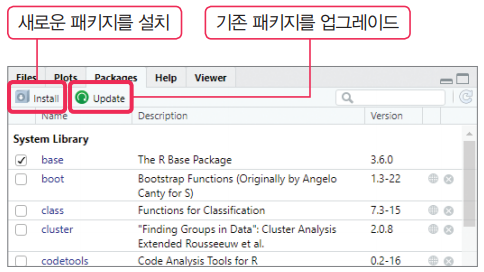 새로운 패키지를 설치
기존 패키지를 업그레이드
Files Plots Packages Help Viewer
Install Update
Name Description Version
System Library
base The R Base Package 3.6.0
boot Bootstrap Functions (Originally by Angelo Canty for S) 1.3-22
class Functions for Classification 7.3-15
cluster "Finding Groups in Data": Cluster Analysis Extended Rousseeuw et al. 2.0.8
codetools Code Analysis Tools for R 0.2-16